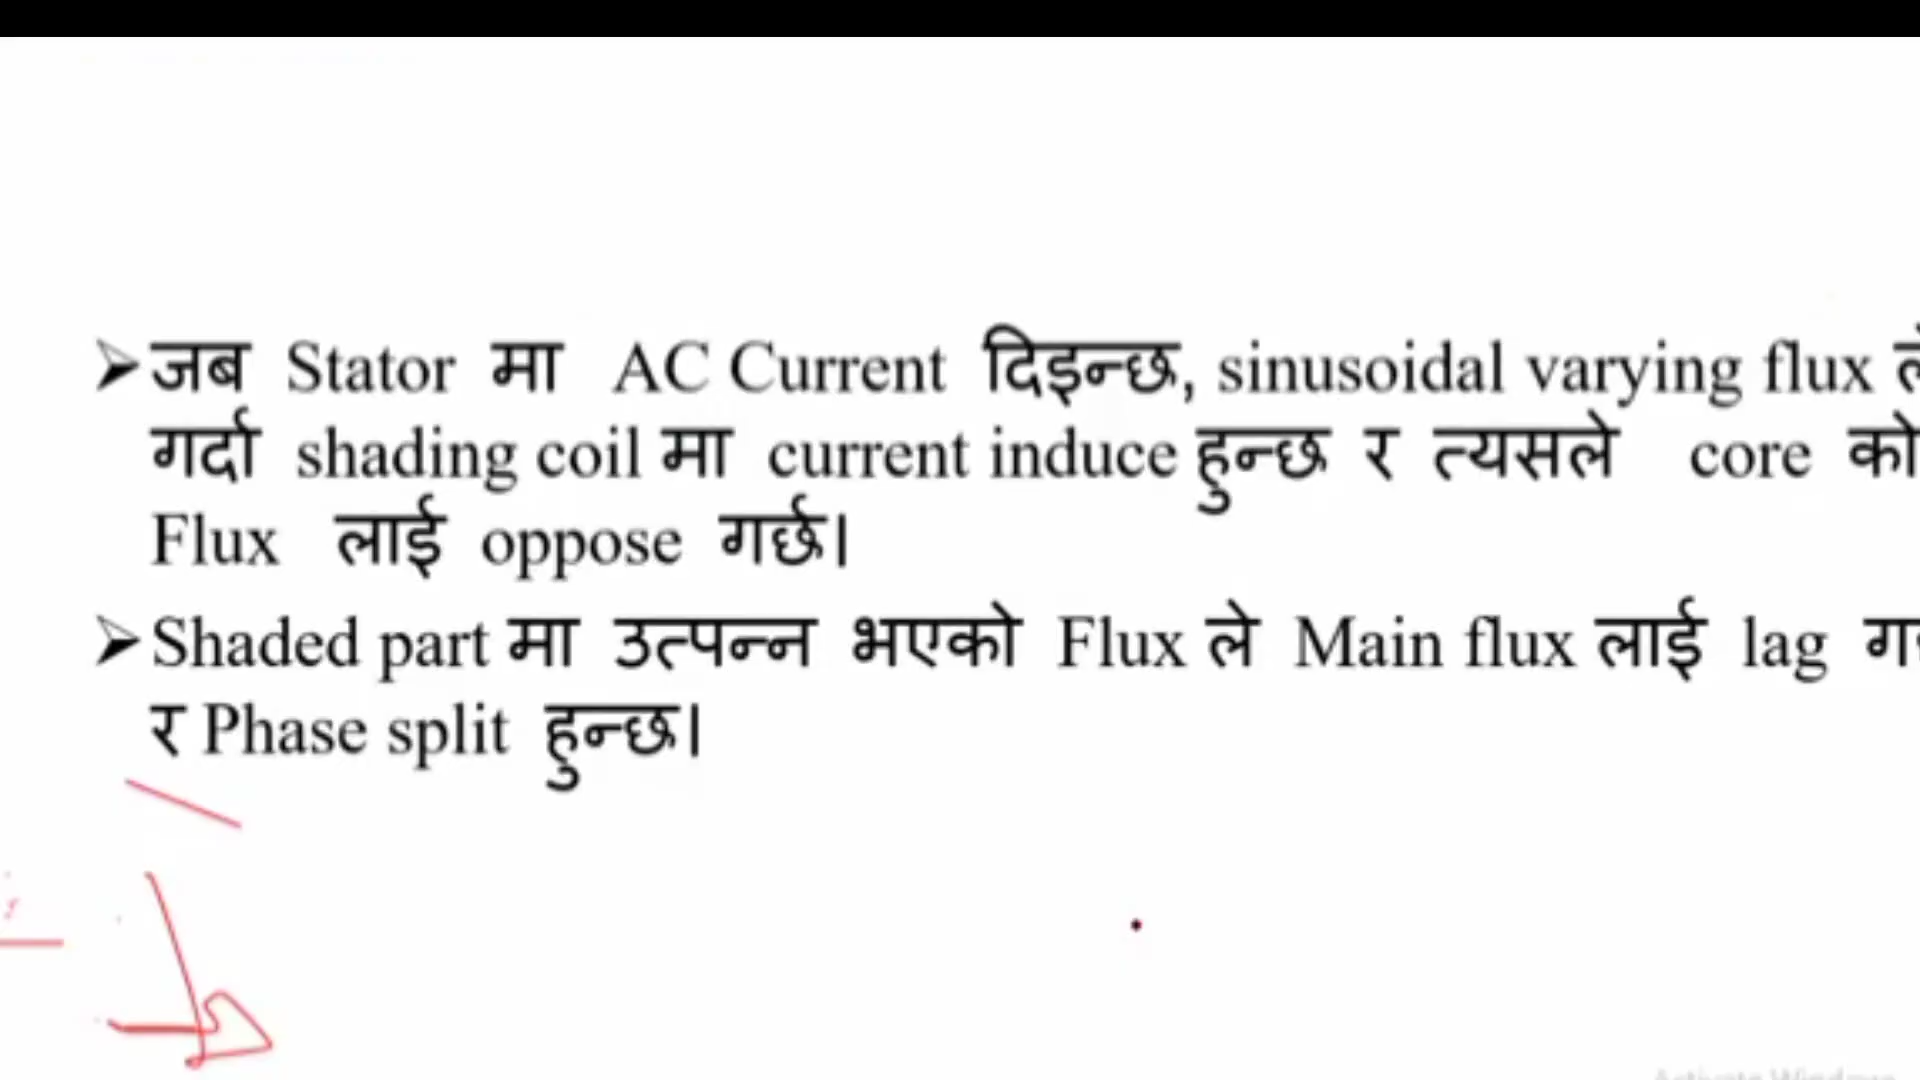 ➢जब Stator मा AC Current दिइन्छ, sinusoidal varying flux
गर्दा shading coil मा current induce हुन्छ र त्यसले core को
Flux लाई oppose गर्छ।
➢Shaded part मा उत्पन्न भएको Flux ले Main flux लाई lag
र Phase split हुन्छ।